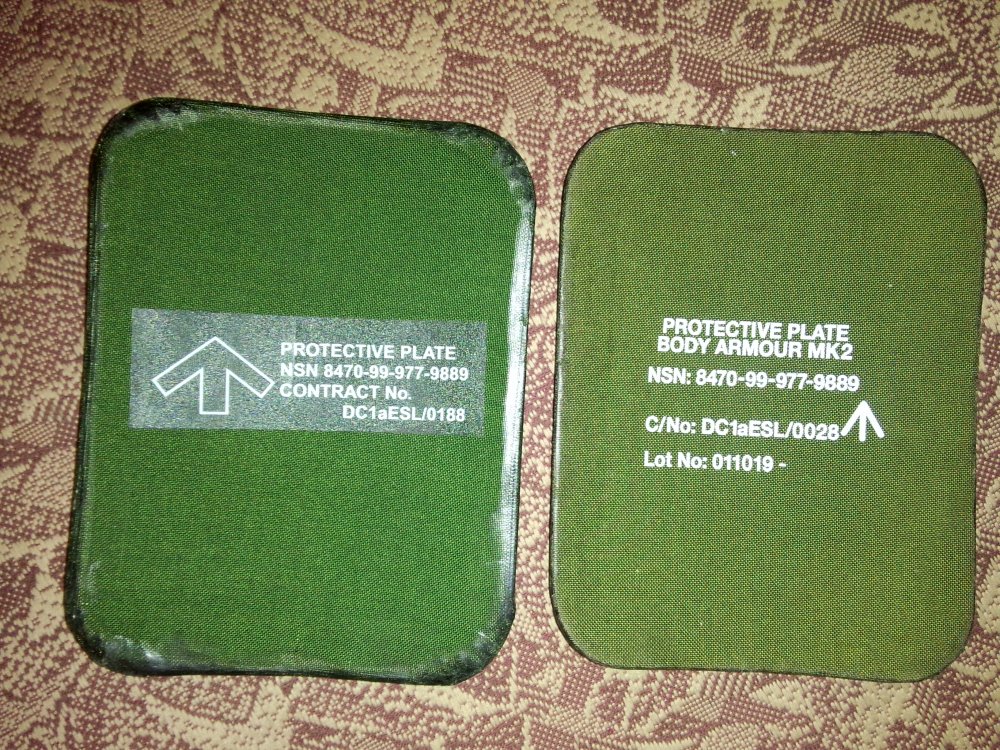 PROTECTIVE PLATE
NSN 8470-99-977-9889
CONTRACT No.
DC1aESL/0188
PROTECTIVE PLATE
BODY ARMOUR MK2
NSN: 8470-99-977-9889
C/No: DC1aESL/0028
Lot No: 011019 -